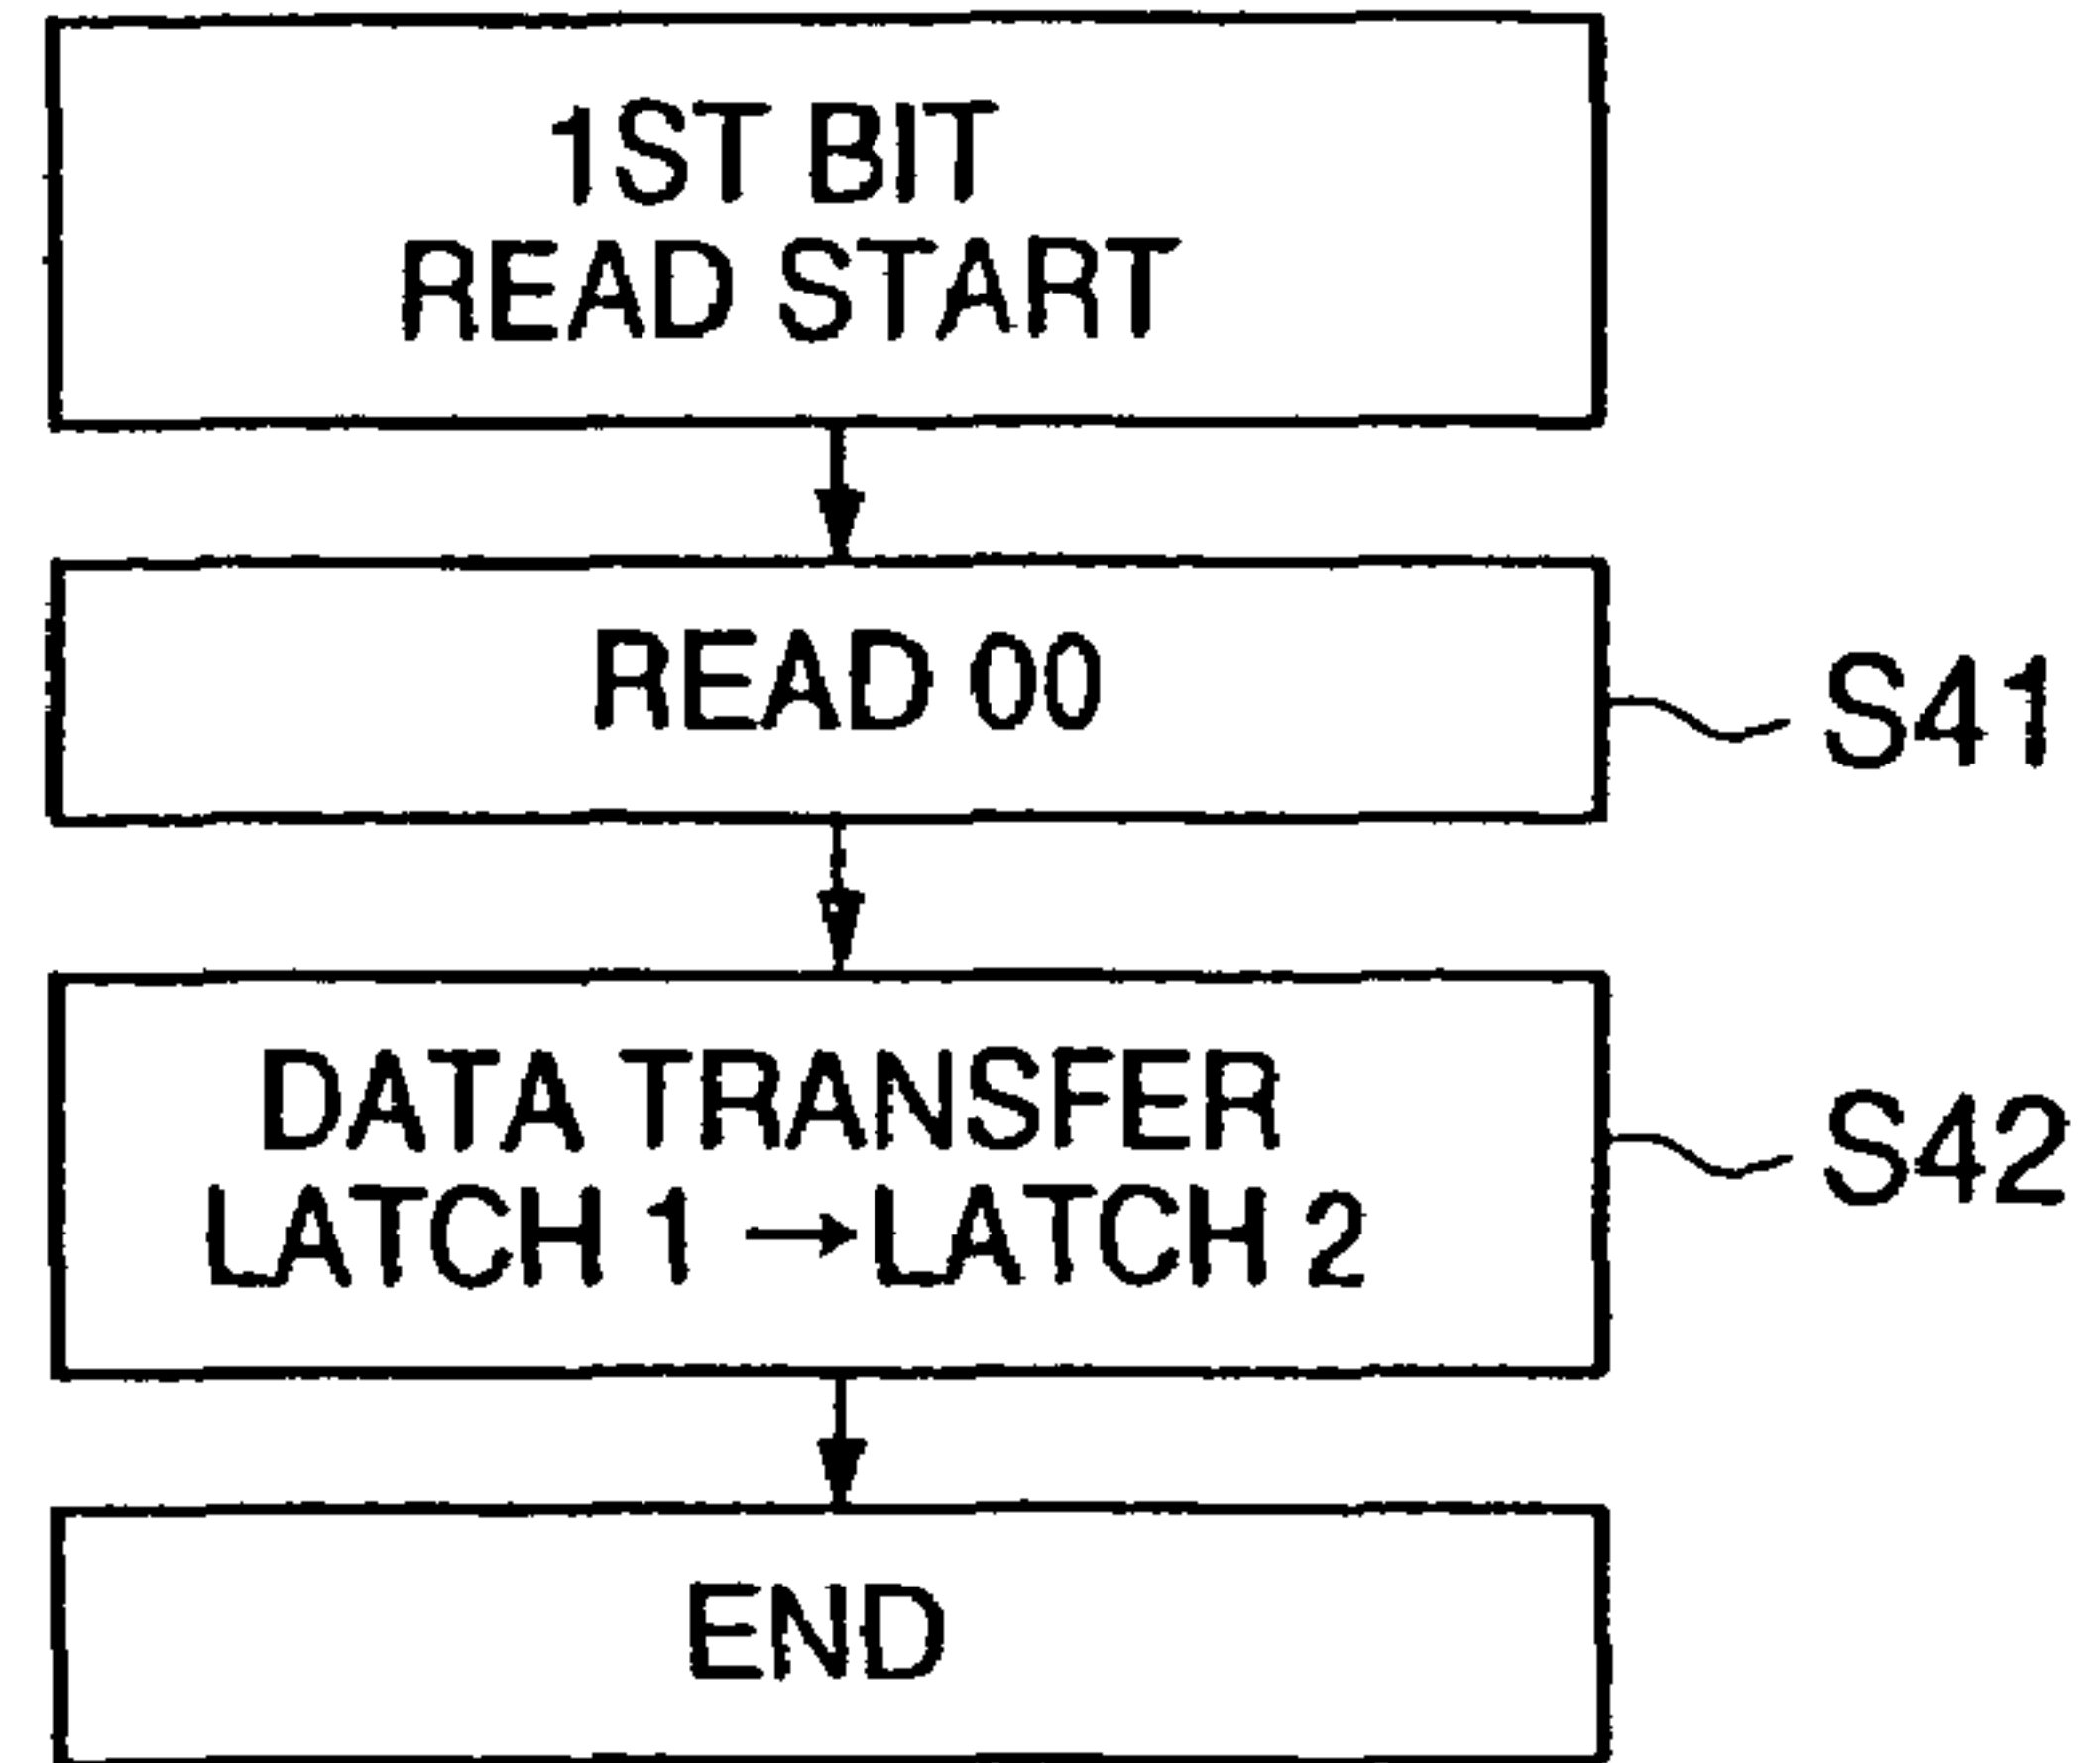 1ST BIT
READ START
READ 00
S41
DATA TRANSFER
LATCH 1 → LATCH 2
S42
END